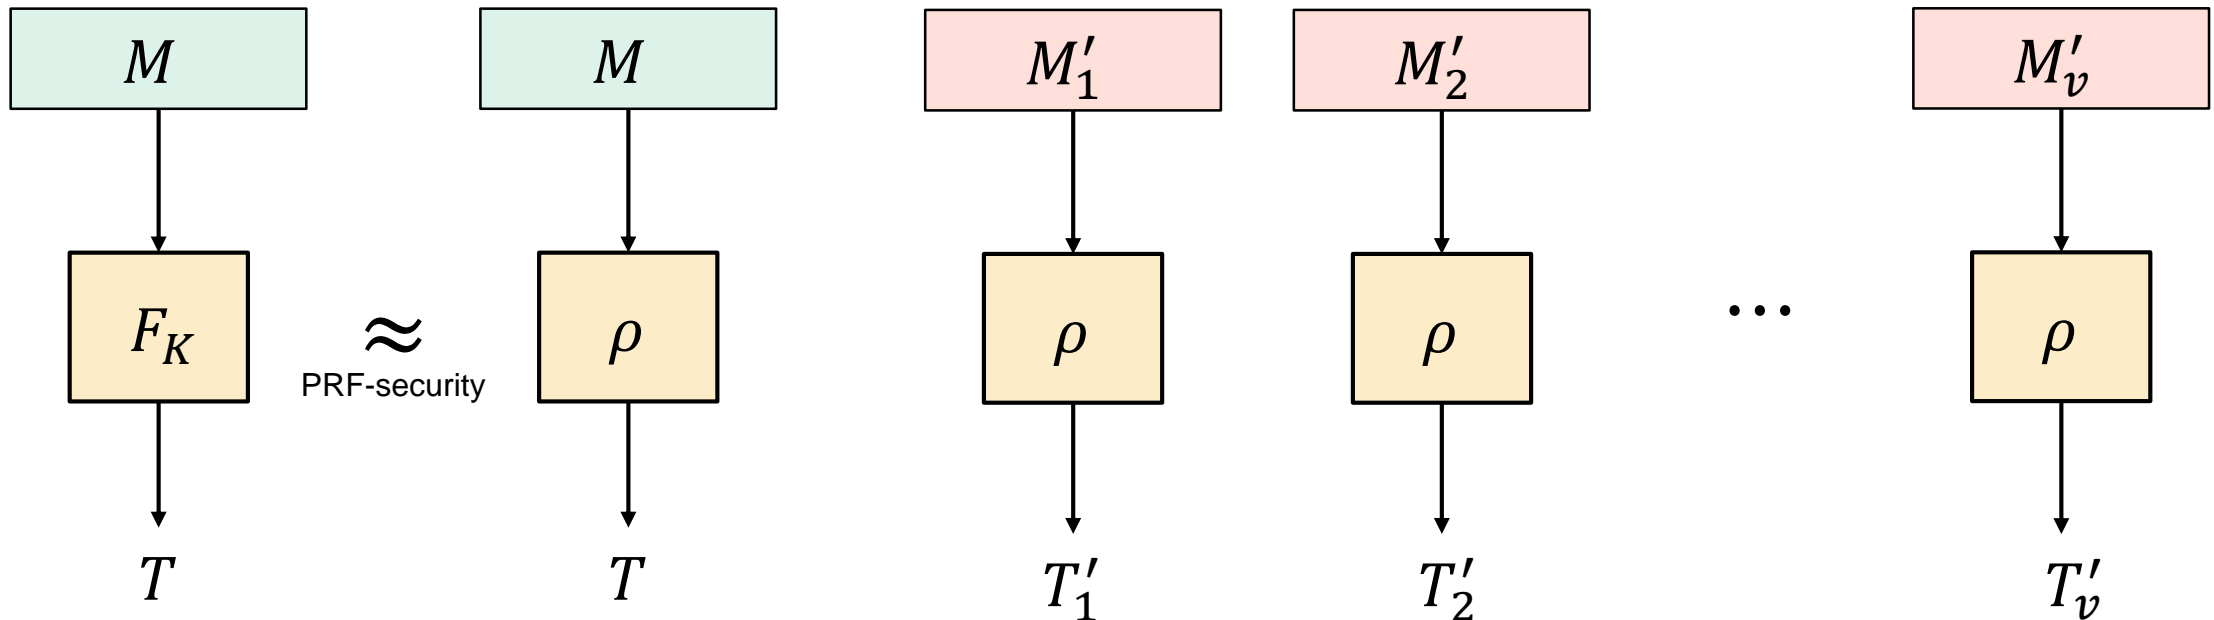 M M M′₁ M′₂ M′ᵥ
F_K ≈ ρ ρ ρ … ρ
PRF-security
T T T′₁ T′₂ T′ᵥ